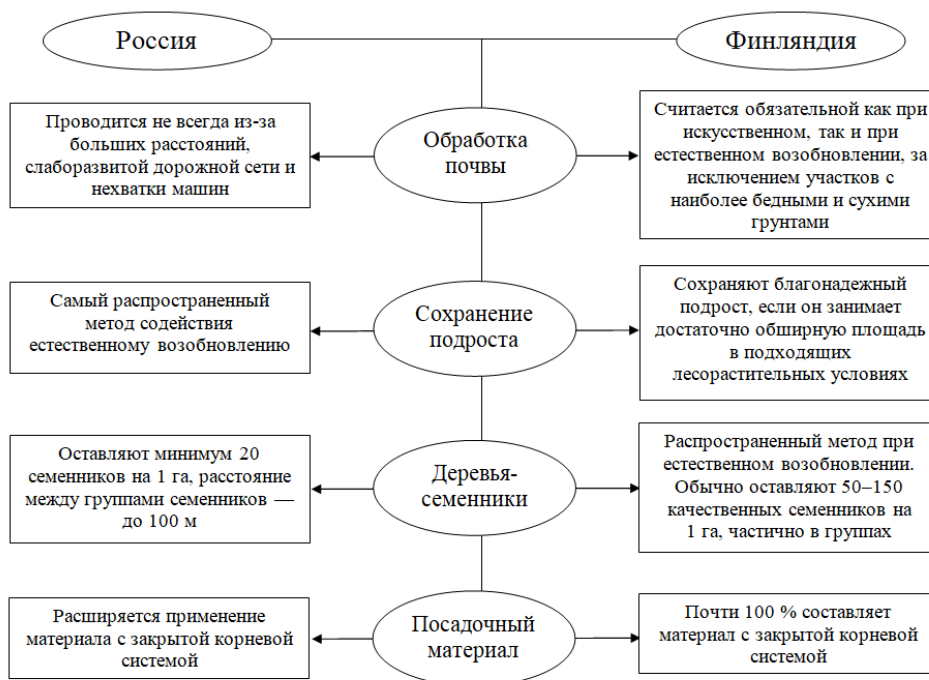 Россия
Финляндия
Проводится не всегда из-за
больших расстояний,
слаборазвитой дорожной сети и
нехватки машин
Обработка
почвы
Считается обязательной как при
искусственном, так и при
естественном возобновлении, за
исключением участков с
наиболее бедными и сухими
грунтами
Самый распространенный
метод содействия
естественному возобновлению
Сохранение
подроста
Сохраняют благонадежный
подрост, если он занимает
достаточно обширную площадь
в подходящих
лесорастительных условиях
Оставляют минимум 20
семенников на 1 га, расстояние
между группами семенников —
до 100 м
Деревья-
семенники
Распространенный метод при
естественном возобновлении.
Обычно оставляют 50–150
качественных семенников на
1 га, частично в группах
Расширяется применение
материала с закрытой корневой
системой
Посадочный
материал
Почти 100 % составляет
материал с закрытой корневой
системой